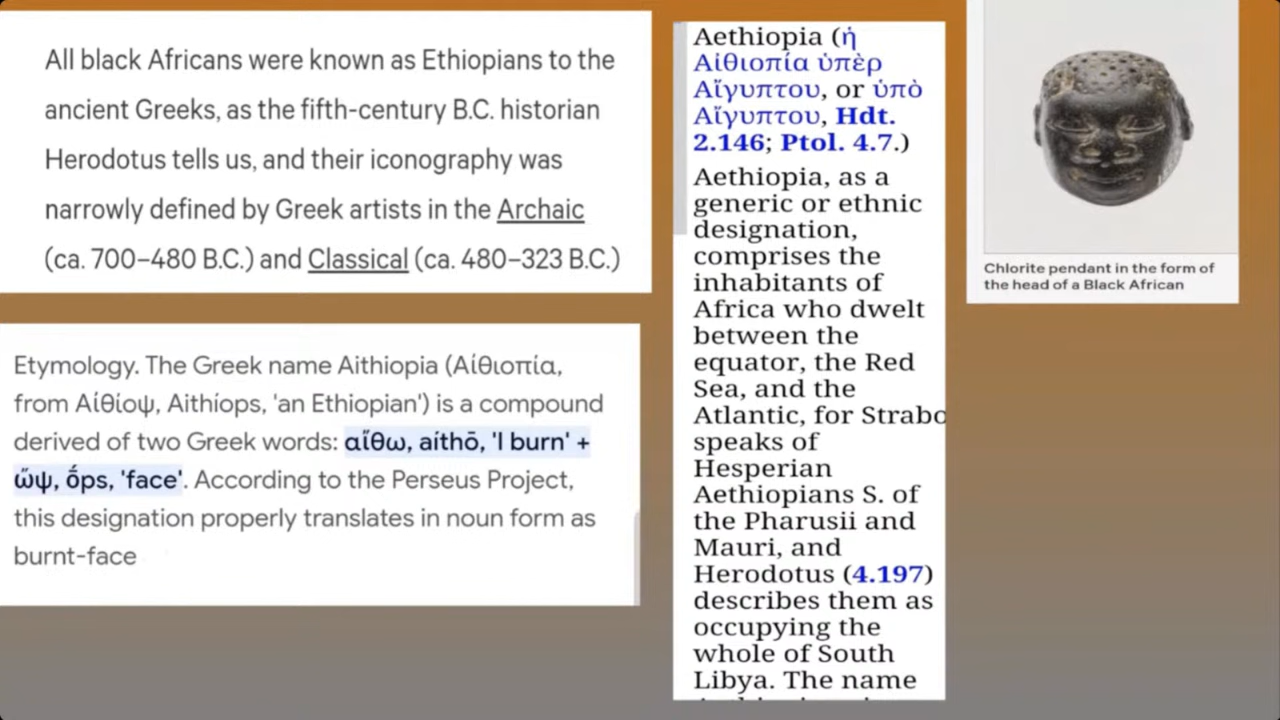 All black Africans were known as Ethiopians to the
ancient Greeks, as the fifth-century B.C. historian
Herodotus tells us, and their iconography was
narrowly defined by Greek artists in the Archaic
(ca. 700–480 B.C.) and Classical (ca. 480–323 B.C.)
Etymology. The Greek name Aithiopia (Αἰθιοπία,
from Αἰθίοψ, Aithíops, 'an Ethiopian') is a compound
derived of two Greek words: αἴθω, aíthō, 'I burn' +
ὤψ, ṓps, 'face'. According to the Perseus Project,
this designation properly translates in noun form as
burnt-face
Aethiopia (ἡ
Αἰθιοπία ὑπὲρ
Αἴγυπτου, or ὑπὸ
Αἴγυπτου, Hdt.
2.146; Ptol. 4.7.)
Aethiopia, as a
generic or ethnic
designation,
comprises the
inhabitants of
Africa who dwelt
between the
equator, the Red
Sea, and the
Atlantic, for Strabo
speaks of
Hesperian
Aethiopians S. of
the Pharusii and
Mauri, and
Herodotus (4.197)
describes them as
occupying the
whole of South
Libya. The name
Chlorite pendant in the form of
the head of a Black African